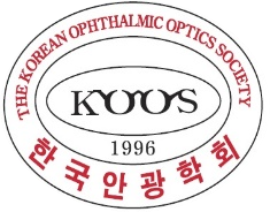 THE KOREAN OPHTHALMIC OPTICS SOCIETY
KOOS
1996
한국안광학회